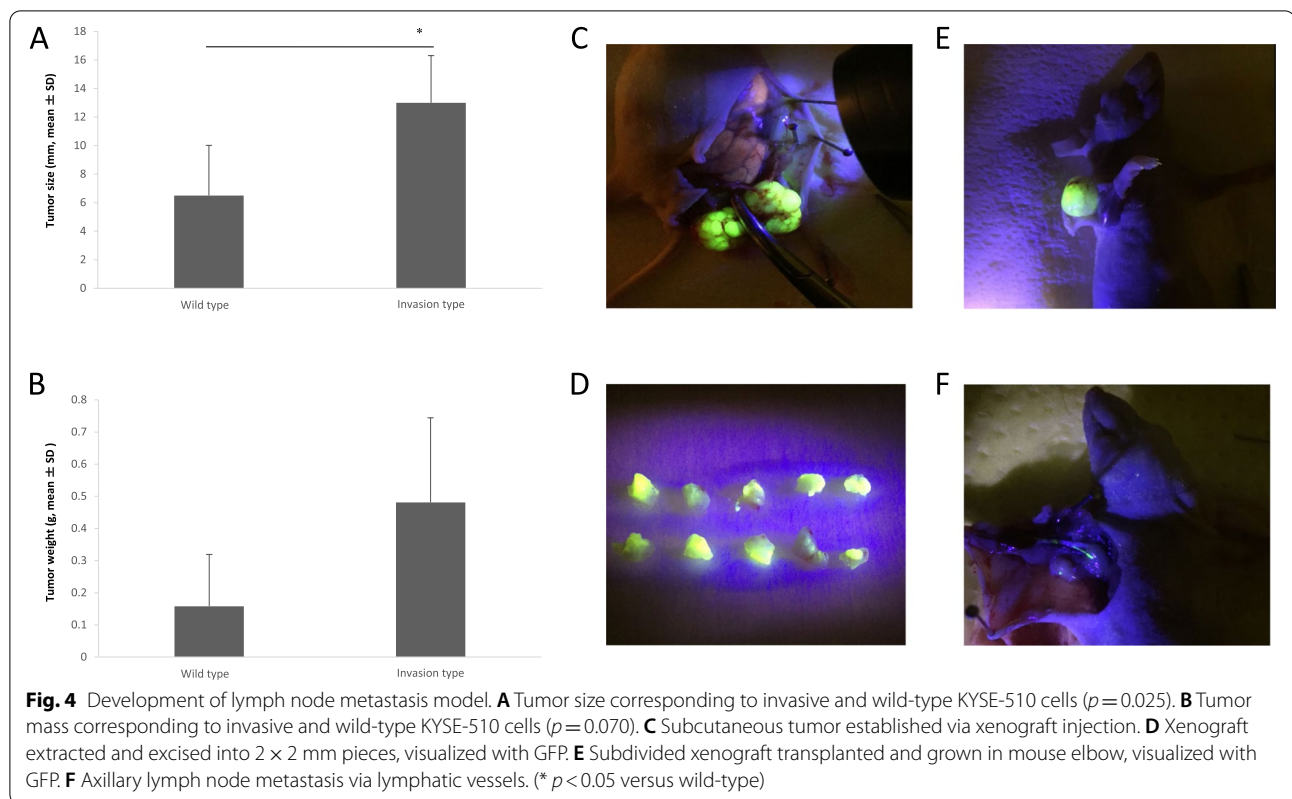 A
Tumor size (mm, mean ± SD)
18
16
14
12
10
8
6
4
2
0
*
Wild type
Invasion type
B
Tumor weight (g, mean ± SD )
0.8
0.7
0.6
0.5
0.4
0.3
0.2
0.1
0
Wild type
Invasion type
C
D
E
F
Fig. 4 Development of lymph node metastasis model. A Tumor size corresponding to invasive and wild-type KYSE-510 cells (p = 0.025). B Tumor
mass corresponding to invasive and wild-type KYSE-510 cells (p = 0.070). C Subcutaneous tumor established via xenograft injection. D Xenograft
extracted and excised into 2 × 2 mm pieces, visualized with GFP. E Subdivided xenograft transplanted and grown in mouse elbow, visualized with
GFP. F Axillary lymph node metastasis via lymphatic vessels. (* p < 0.05 versus wild-type)